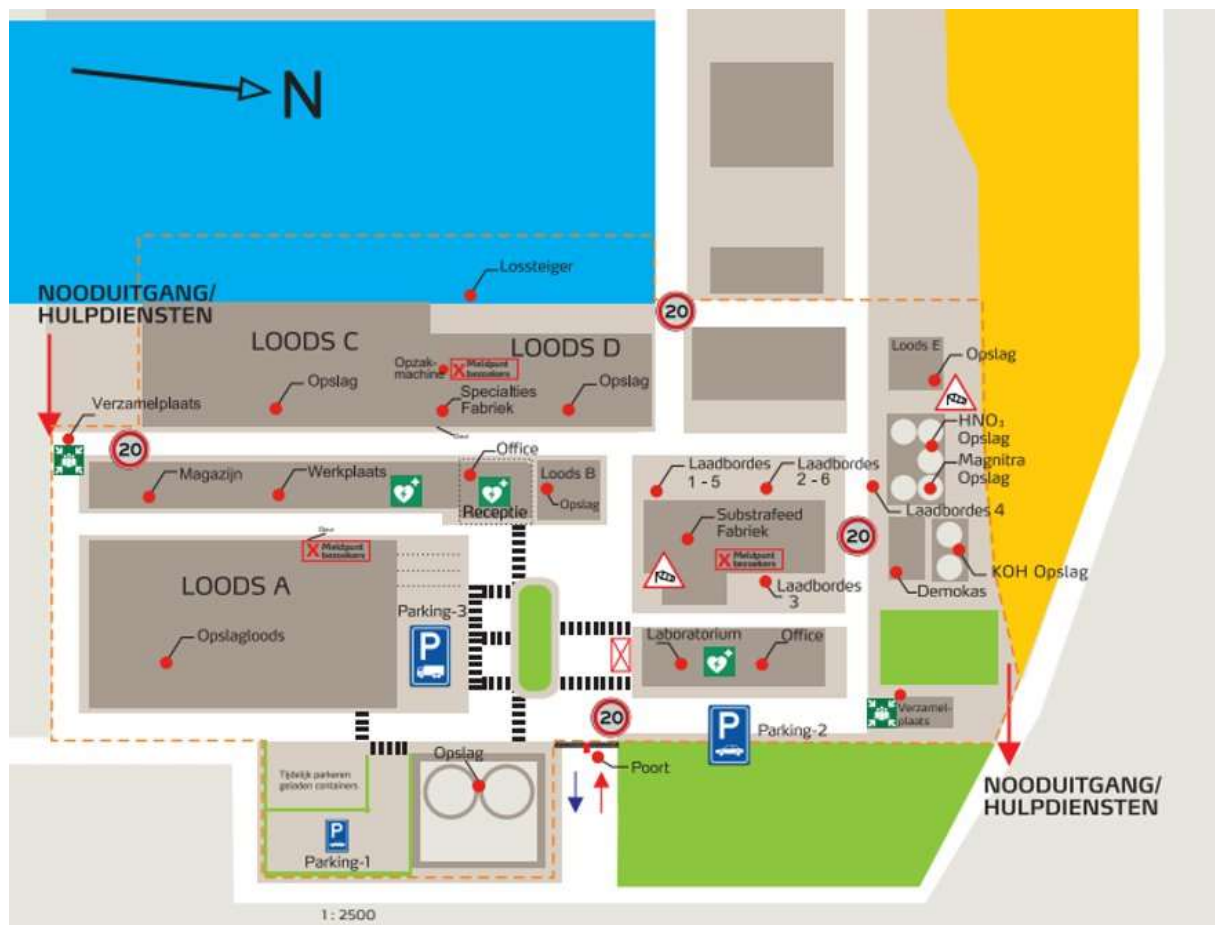 N
Lossteiger
NOODUITGANG/
HULPDIENSTEN
20
LOODS C
LOODS D
Opzak-
machine
X Meldpunt
bezoekers
Opslag
Specialties
Fabriek
Opslag
Loods E
Opslag
Verzamelplaats
20
Deur
Office
HNO₃
Opslag
Magnitra
Opslag
Magazijn
Werkplaats
Receptie
Loods B
Opslag
Laadbordes
1 - 5
Laadbordes
2 - 6
Laadbordes 4
Substrafeed
Fabriek
20
Deur
X Meldpunt
bezoekers
X Meldpunt
bezoekers
LOODS A
KOH Opslag
Demokas
Laadbordes
3
Parking-3
P
Opslagloods
Laboratorium
Office
Verzamel-
plaats
20
P
Parking-2
Opslag
Poort
Tijdelijk parkeren
geladen containers
P
Parking-1
NOODUITGANG/
HULPDIENSTEN
1 : 2500